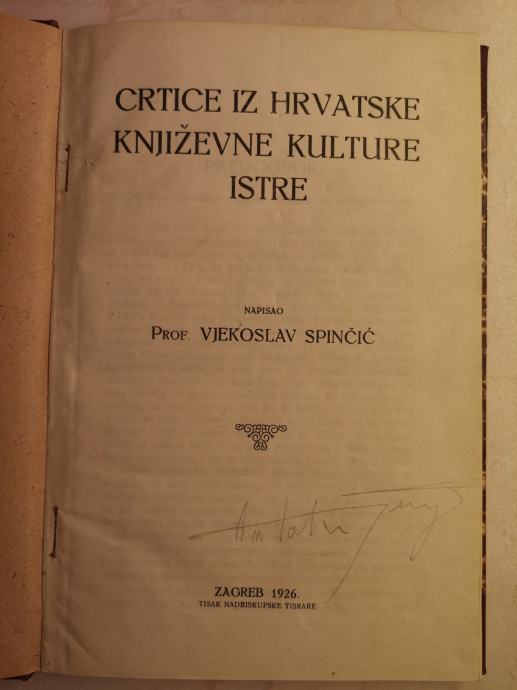 CRTICE IZ HRVATSKE
KNJIŽEVNE KULTURE
ISTRE
NAPISAO
PROF. VJEKOSLAV SPINČIĆ
ZAGREB 1926.
TISAK NADBISKUPSKE TISKARE